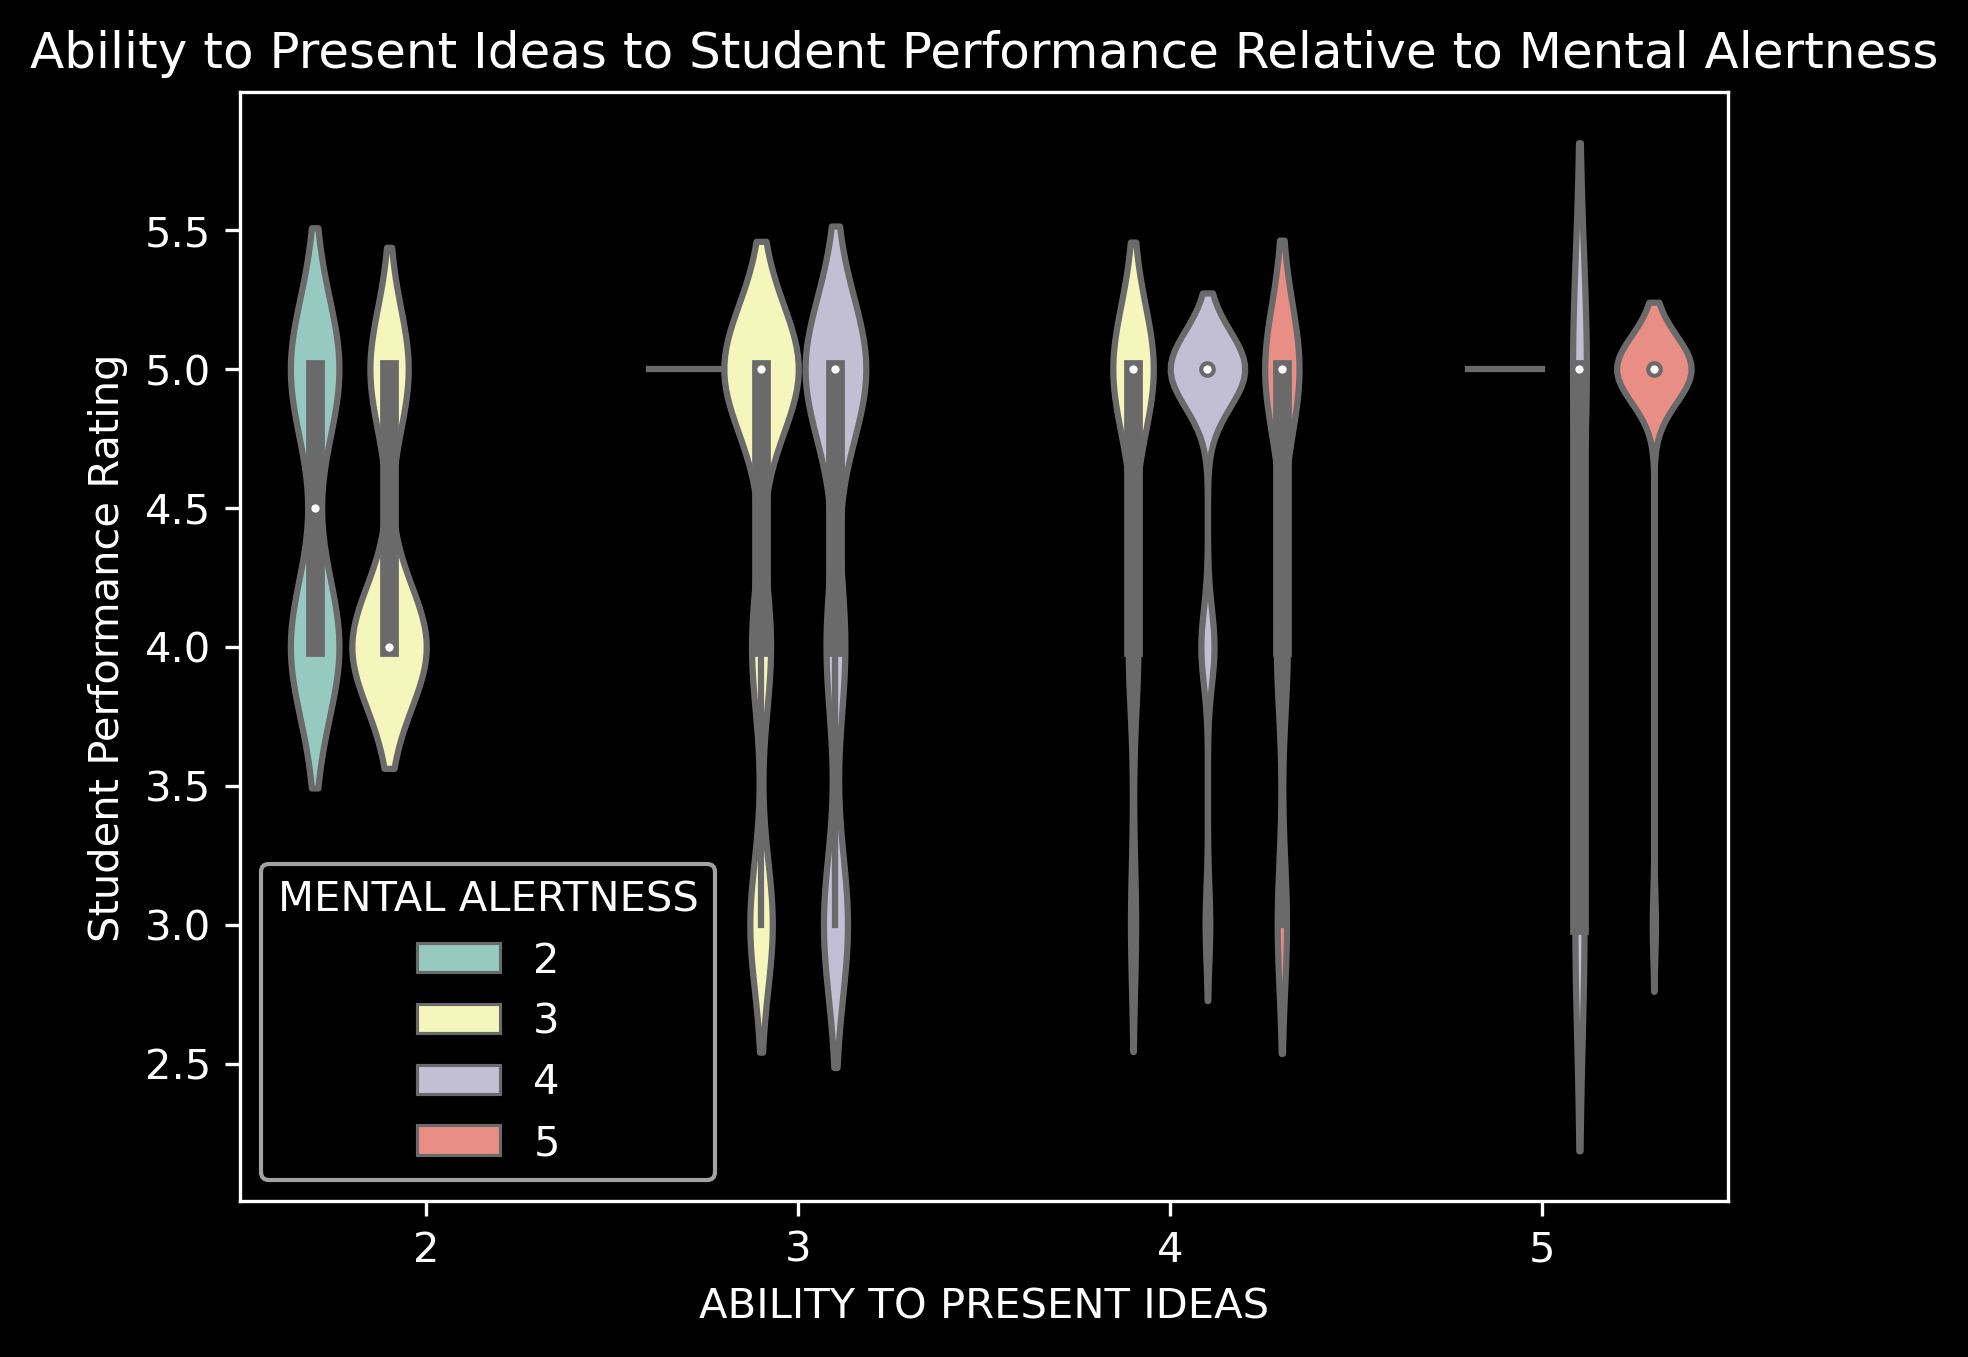 Ability to Present Ideas to Student Performance Relative to Mental Alertness
Student Performance Rating
5.5
5.0
4.5
4.0
3.5
3.0
2.5
MENTAL ALERTNESS
2
3
4
5
2 3 4 5
ABILITY TO PRESENT IDEAS